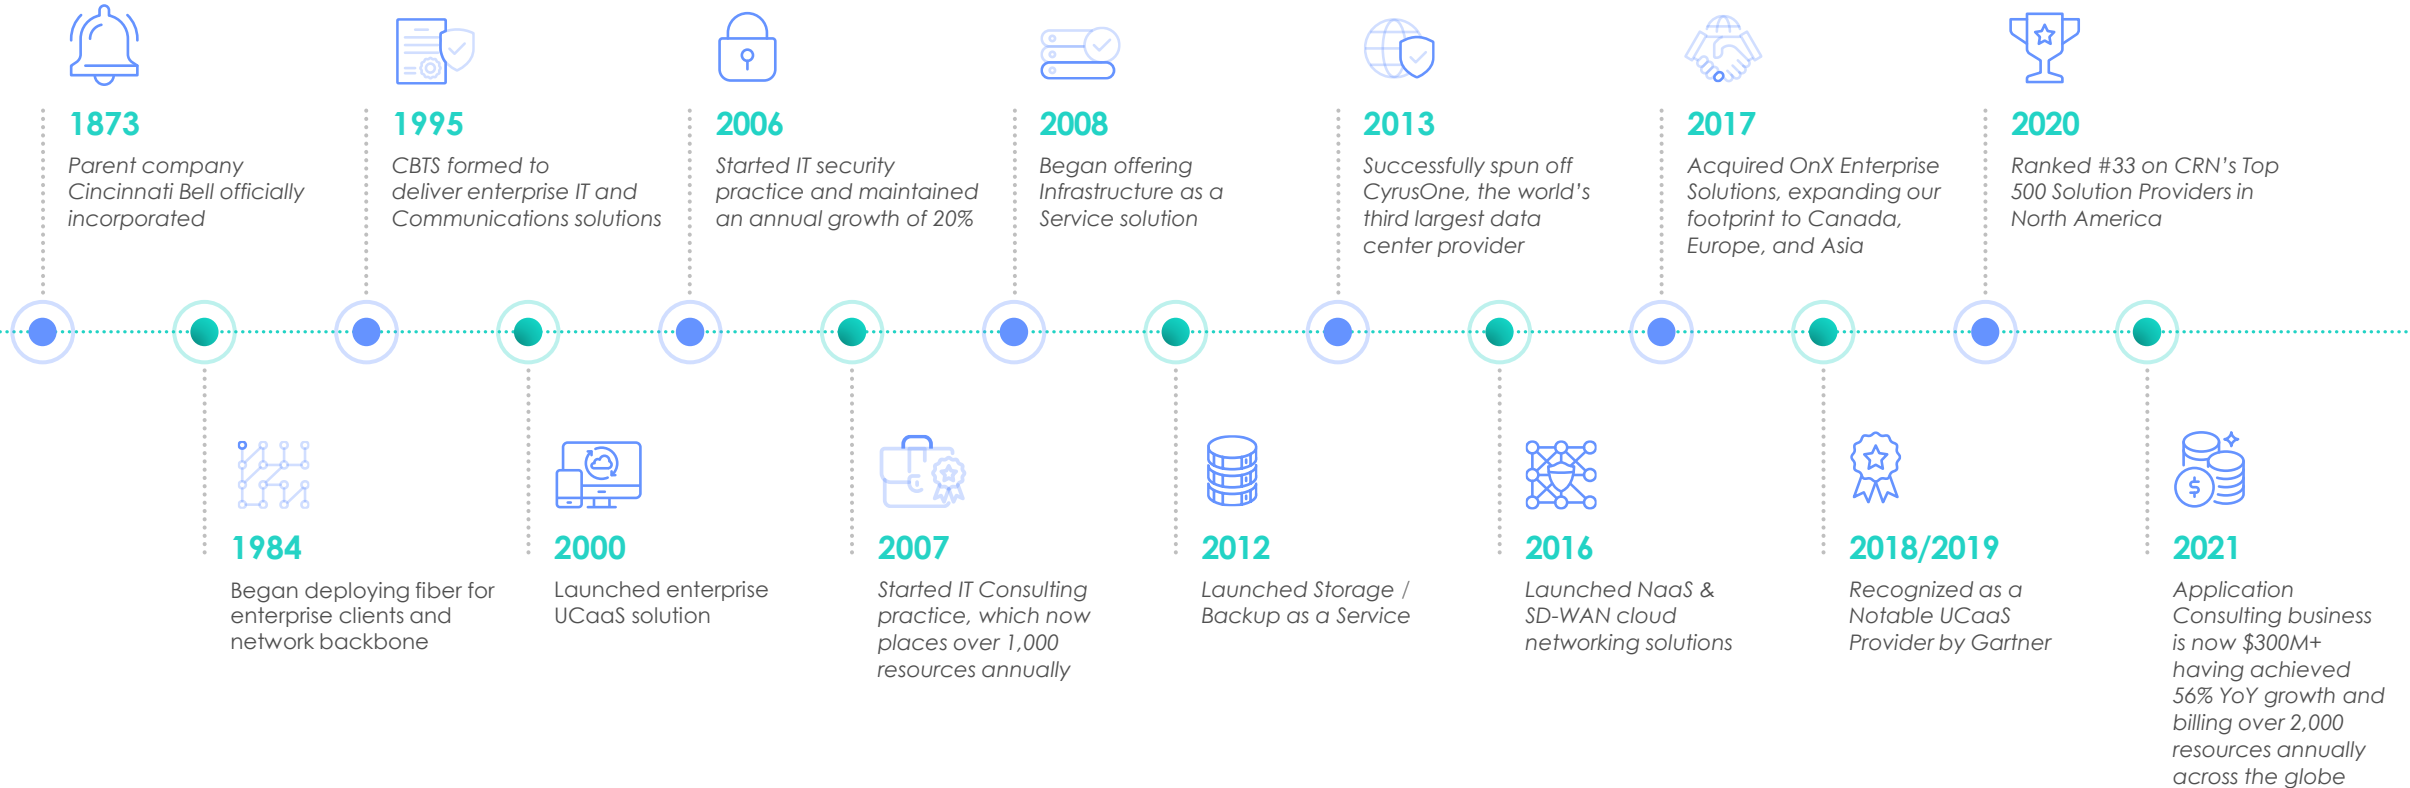 1873
Parent company
Cincinnati Bell officially
incorporated
1995
CBTS formed to
deliver enterprise IT and
Communications solutions
2006
Started IT security
practice and maintained
an annual growth of 20%
2008
Began offering
Infrastructure as a
Service solution
2013
Successfully spun off
CyrusOne, the world’s
third largest data
center provider
2017
Acquired OnX Enterprise
Solutions, expanding our
footprint to Canada,
Europe, and Asia
2020
Ranked #33 on CRN’s Top
500 Solution Providers in
North America
1984
Began deploying fiber for
enterprise clients and
network backbone
2000
Launched enterprise
UCaaS solution
2007
Started IT Consulting
practice, which now
places over 1,000
resources annually
2012
Launched Storage /
Backup as a Service
2016
Launched NaaS &
SD-WAN cloud
networking solutions
2018/2019
Recognized as a
Notable UCaaS
Provider by Gartner
$
2021
Application
Consulting business
is now $300M+
having achieved
56% YoY growth and
billing over 2,000
resources annually
across the globe